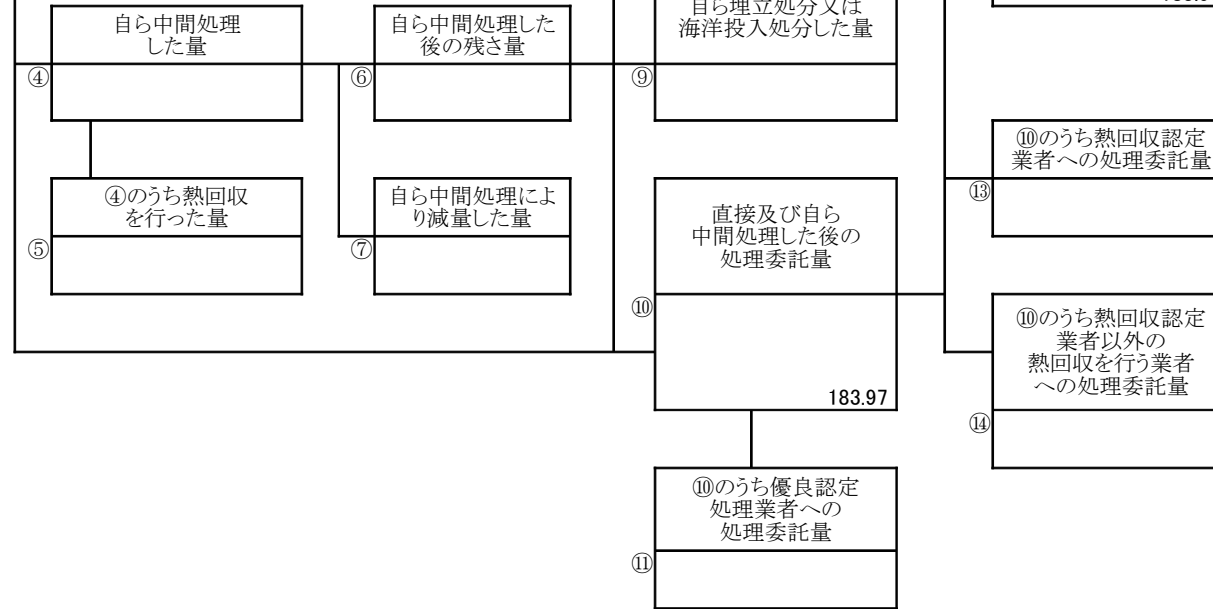 自ら中間処理
した量
④
自ら中間処理した
後の残さ量
⑥
自ら埋立処分又は
海洋投入処分した量
⑨
④のうち熱回収
を行った量
⑤
自ら中間処理によ
り減量した量
⑦
直接及び自ら
中間処理した後の
処理委託量
⑩
183.97
⑩のうち優良認定
処理業者への
処理委託量
⑪
⑩のうち熱回収認定
業者への処理委託量
⑬
⑩のうち熱回収認定
業者以外の
熱回収を行う業者
への処理委託量
⑭